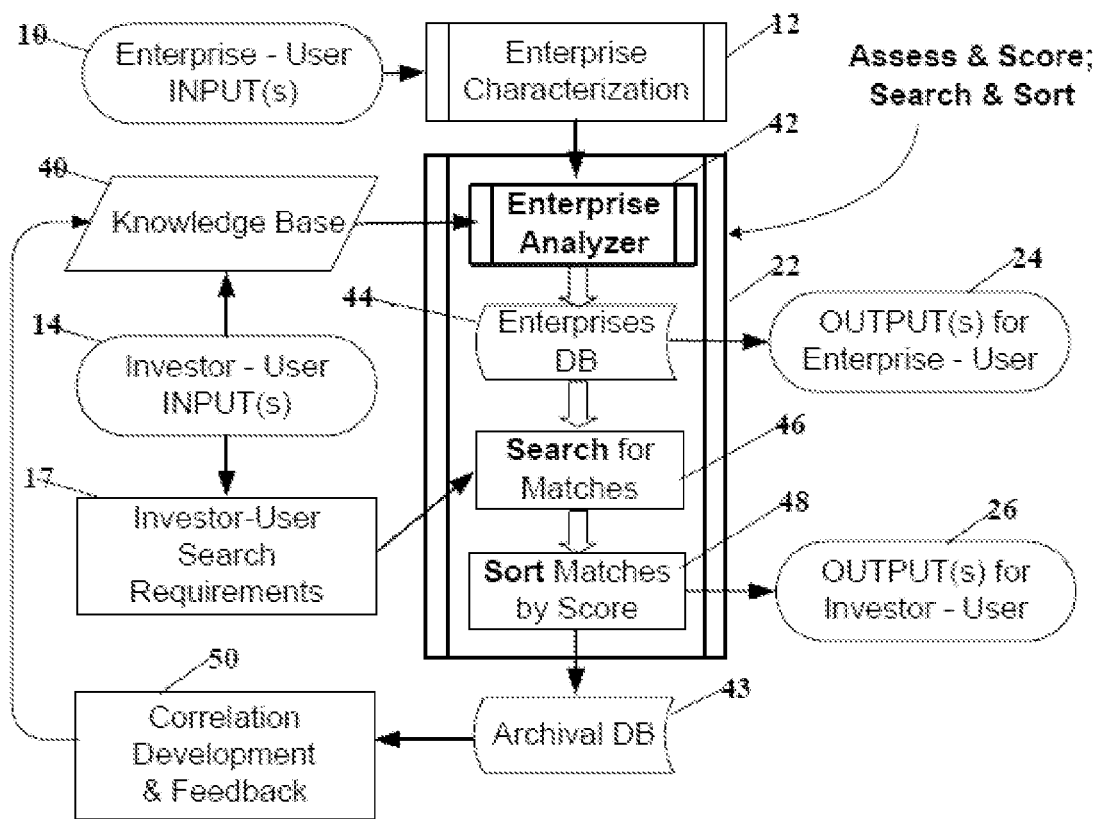 10
Enterprise - User
INPUT(s)
Enterprise
Characterization
12
Assess & Score;
Search & Sort
40
Knowledge Base
42
Enterprise
Analyzer
22
14
Investor - User
INPUT(s)
44
Enterprises
DB
24
OUTPUT(s) for
Enterprise - User
17
Investor-User
Search
Requirements
Search for
Matches
46
Sort Matches
by Score
48
26
OUTPUT(s) for
Investor - User
50
Correlation
Development
& Feedback
Archival DB
43